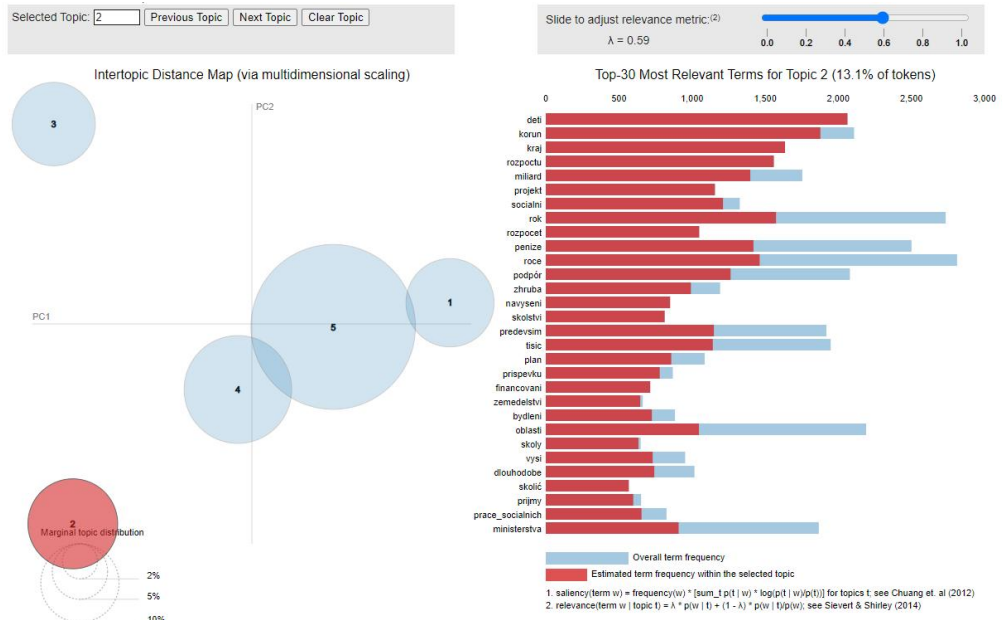 Selected Topic: 2 Previous Topic Next Topic Clear Topic
Slide to adjust relevance metric:(2)
λ = 0.59
0.0 0.2 0.4 0.6 0.8 1.0
Intertopic Distance Map (via multidimensional scaling)
PC2
PC1
3
1
5
4
2
Marginal topic distribution
2%
5%
10%
Top-30 Most Relevant Terms for Topic 2 (13.1% of tokens)
0 500 1,000 1,500 2,000 2,500 3,000
deti
korun
kraj
rozpoctu
miliard
projekt
socialni
rok
rozpocet
penize
roce
podpór
zhruba
navyseni
skolstvi
predevsim
tisic
plan
prispevku
financovani
zemedelstvi
bydleni
oblasti
skoly
vysi
dlouhodobe
skolić
prijmy
prace_socialnich
ministerstva
Overall term frequency
Estimated term frequency within the selected topic
1. saliency(term w) = frequency(w) * [sum_t p(t | w) * log(p(t | w)/p(t))] for topics t; see Chuang et. al (2012)
2. relevance(term w | topic t) = λ * p(w | t) + (1 - λ) * p(w | t)/p(w); see Sievert & Shirley (2014)